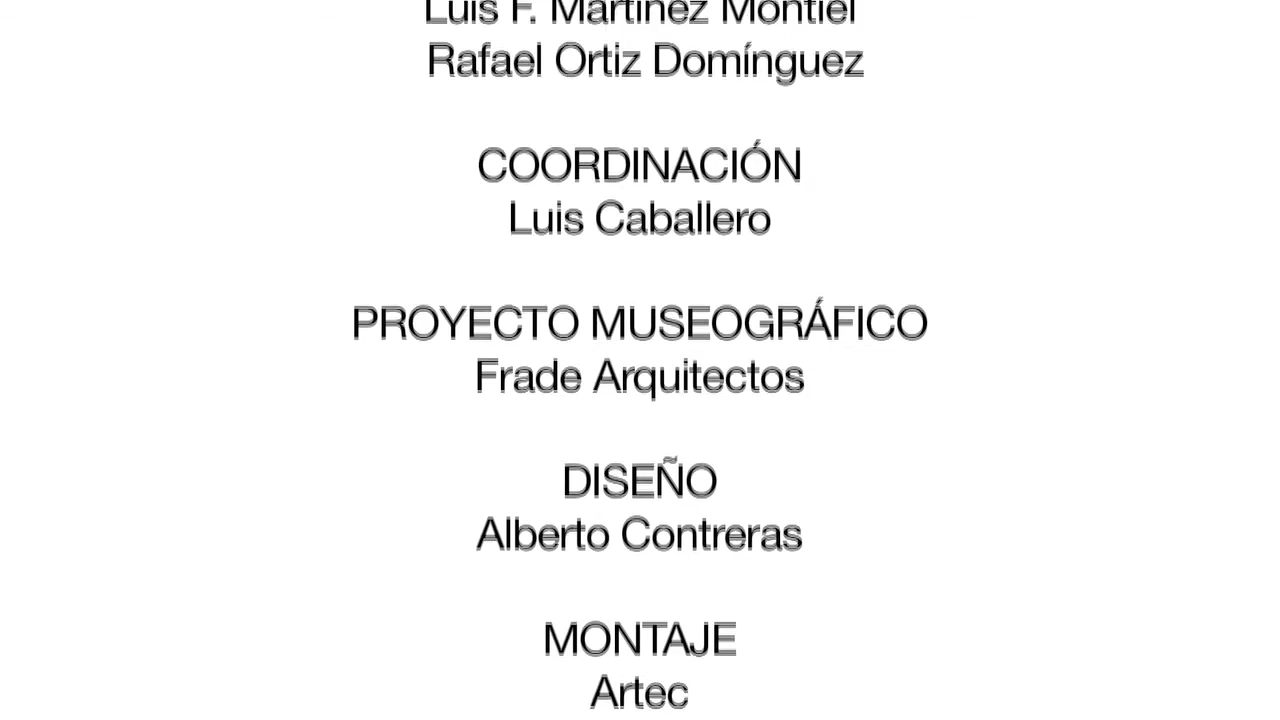 Luis F. Martínez Montiel
Rafael Ortiz Domínguez
COORDINACIÓN
Luis Caballero
PROYECTO MUSEOGRÁFICO
Frade Arquitectos
DISEÑO
Alberto Contreras
MONTAJE
Artec